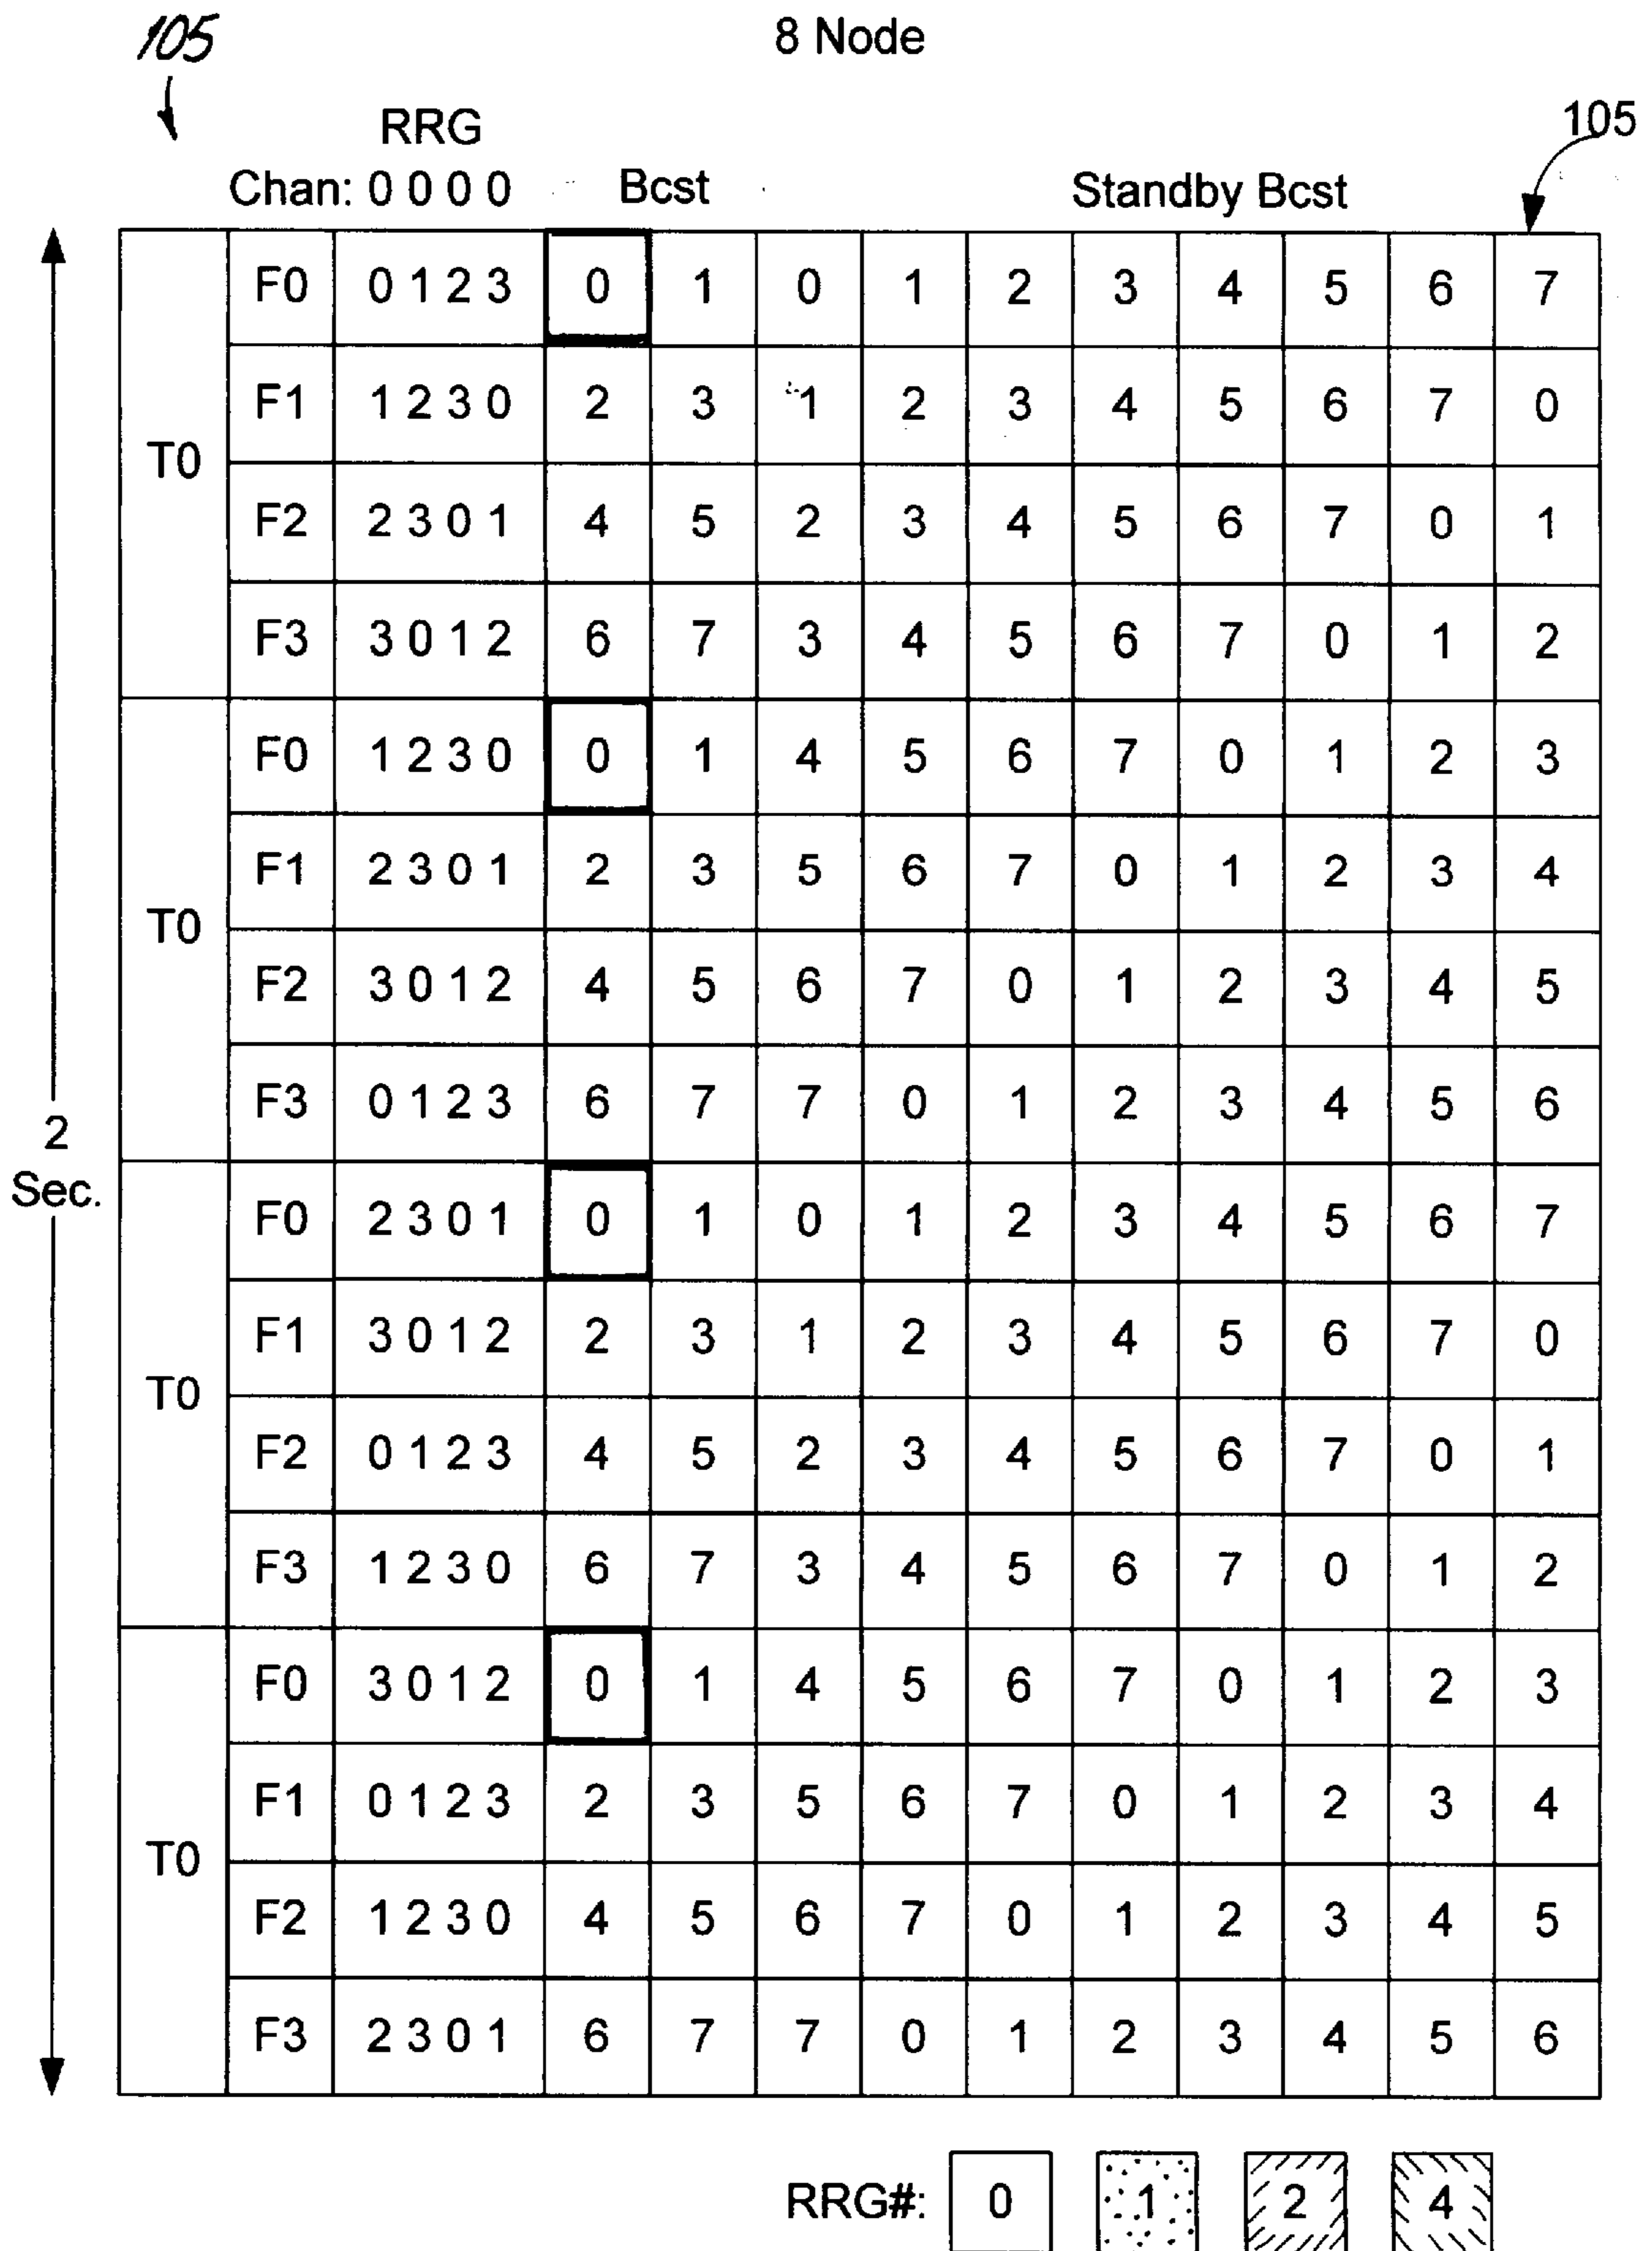 105
8 Node
RRG
105
Chan: 0 0 0 0 Bcst Standby Bcst
T0
F0 0 1 2 3 0 1 0 1 2 3 4 5 6 7
F1 1 2 3 0 2 3 1 2 3 4 5 6 7 0
F2 2 3 0 1 4 5 2 3 4 5 6 7 0 1
F3 3 0 1 2 6 7 3 4 5 6 7 0 1 2
T0
F0 1 2 3 0 0 1 4 5 6 7 0 1 2 3
F1 2 3 0 1 2 3 5 6 7 0 1 2 3 4
F2 3 0 1 2 4 5 6 7 0 1 2 3 4 5
F3 0 1 2 3 6 7 7 0 1 2 3 4 5 6
2
Sec.
T0
F0 2 3 0 1 0 1 0 1 2 3 4 5 6 7
F1 3 0 1 2 2 3 1 2 3 4 5 6 7 0
F2 0 1 2 3 4 5 2 3 4 5 6 7 0 1
F3 1 2 3 0 6 7 3 4 5 6 7 0 1 2
T0
F0 3 0 1 2 0 1 4 5 6 7 0 1 2 3
F1 0 1 2 3 2 3 5 6 7 0 1 2 3 4
F2 1 2 3 0 4 5 6 7 0 1 2 3 4 5
F3 2 3 0 1 6 7 7 0 1 2 3 4 5 6
RRG#: 0 1 2 4